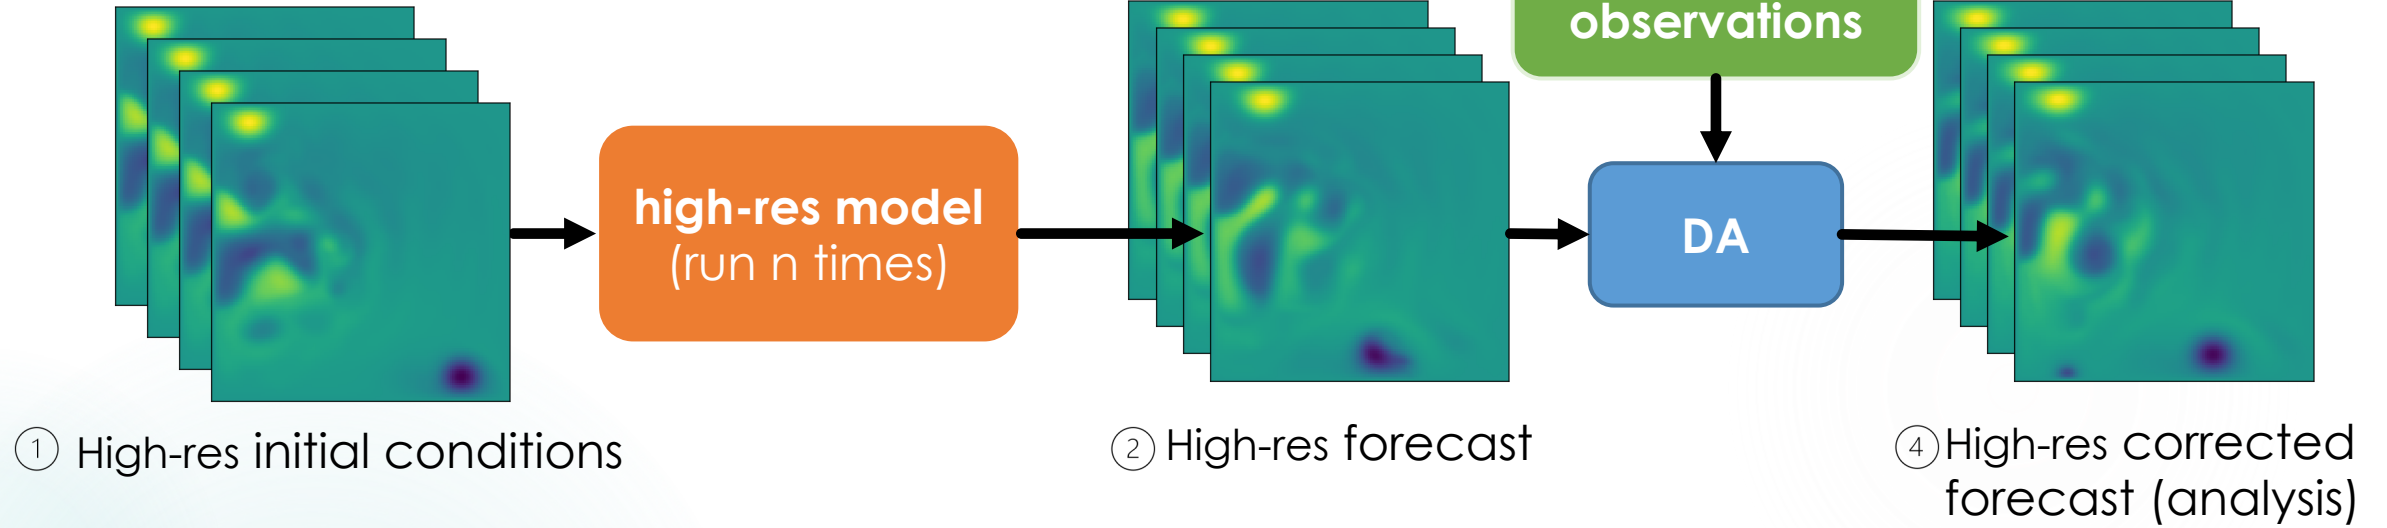 observations
high-res model
(run n times)
DA
① High-res initial conditions
② High-res forecast
④ High-res corrected
forecast (analysis)